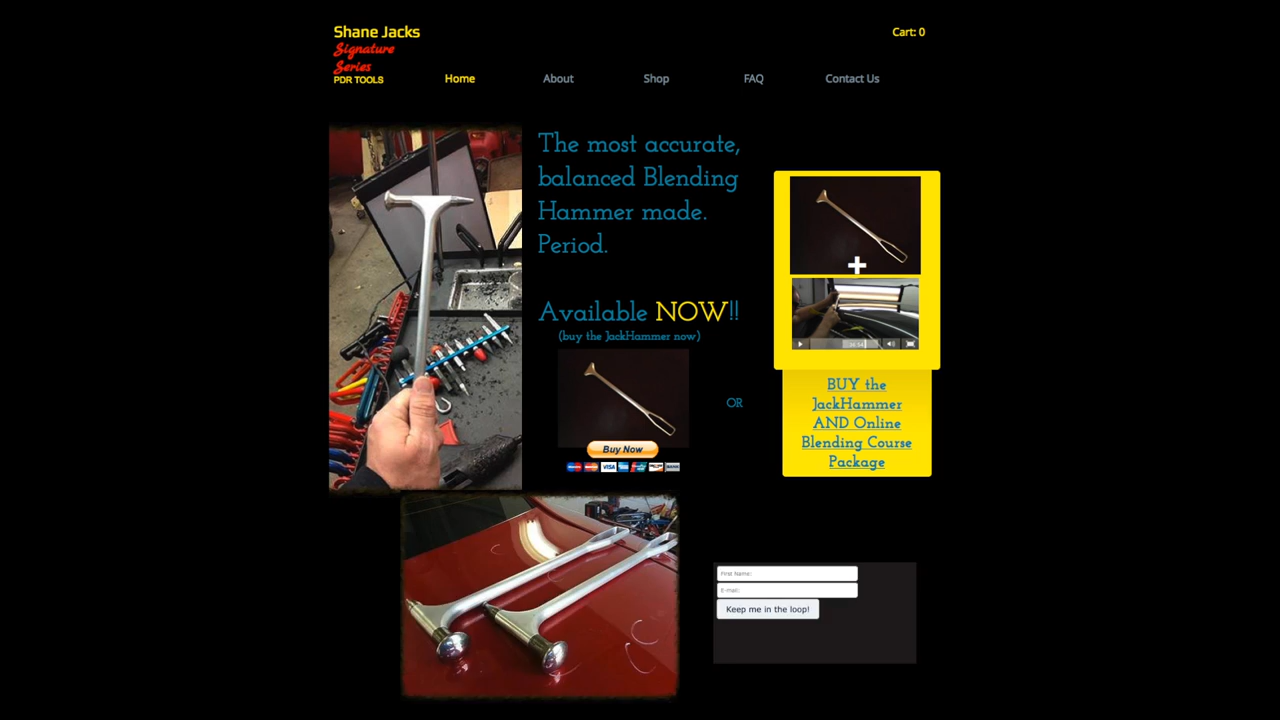 Shane Jacks
Signature
Series
PDR TOOLS
Cart: 0
Home
About
Shop
FAQ
Contact Us
The most accurate,
balanced Blending
Hammer made.
Period.
Available NOW!!
(buy the JackHammer now)
Buy Now
VISA
OR
BUY the
JackHammer
AND Online
Blending Course
Package
First Name:
E-mail:
Keep me in the loop!